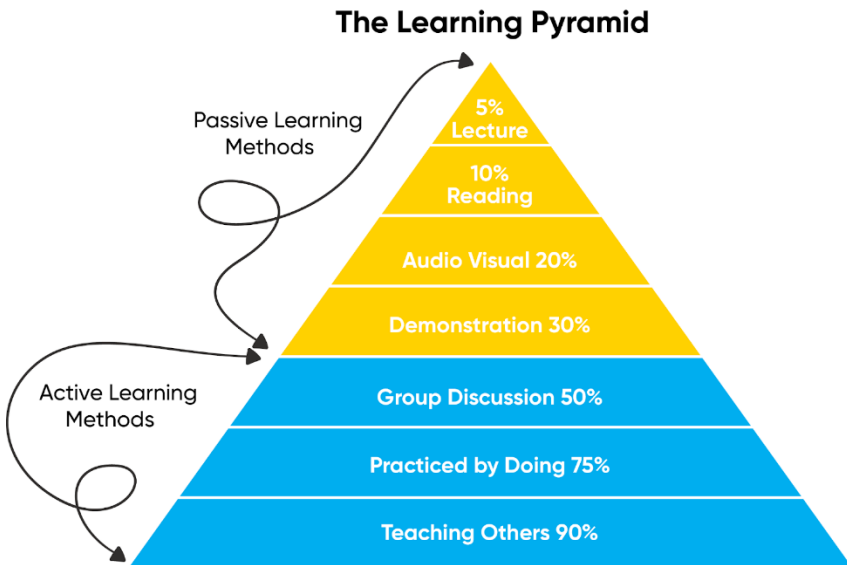 The Learning Pyramid
Passive Learning
Methods
5%
Lecture
10%
Reading
Audio Visual 20%
Demonstration 30%
Active Learning
Methods
Group Discussion 50%
Practiced by Doing 75%
Teaching Others 90%